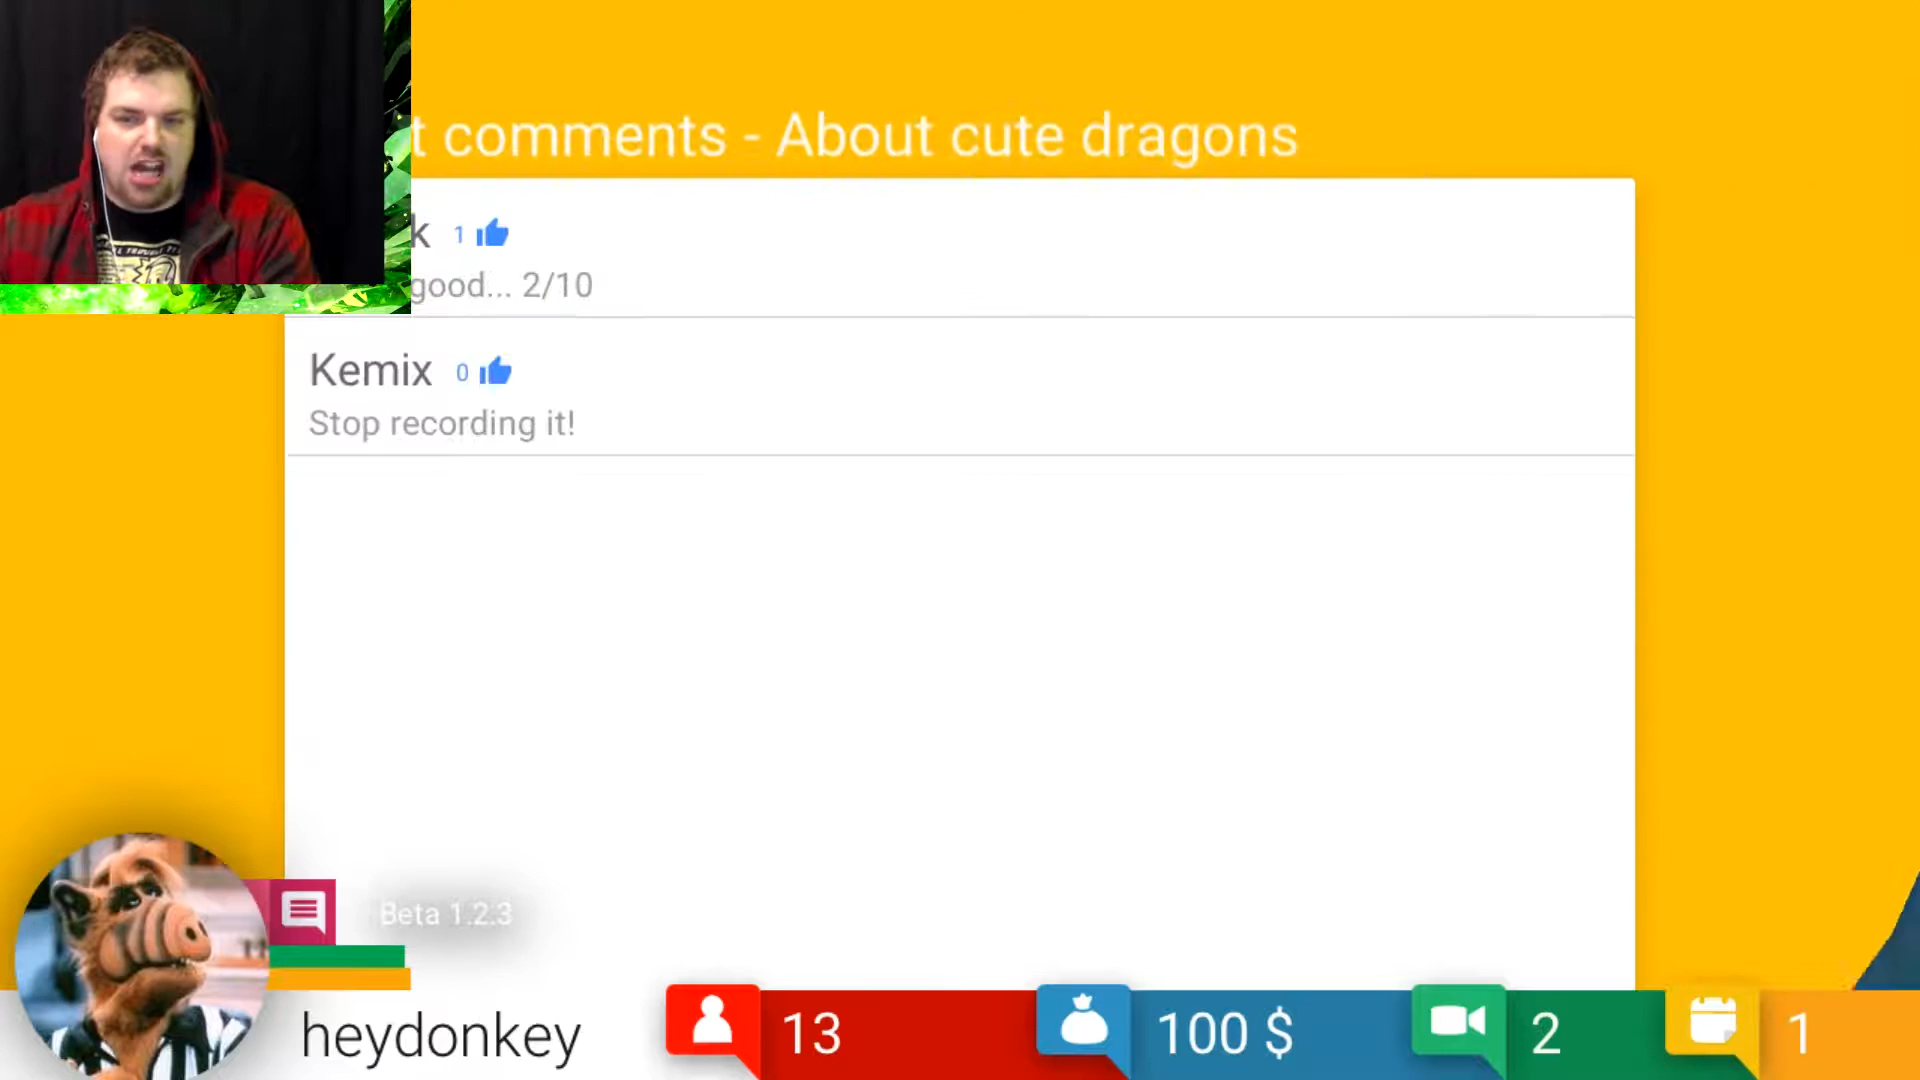 t comments - About cute dragons
k 1
good... 2/10
Kemix 0
Stop recording it!
Beta 1.2.3
heydonkey
13
100 $
2
1